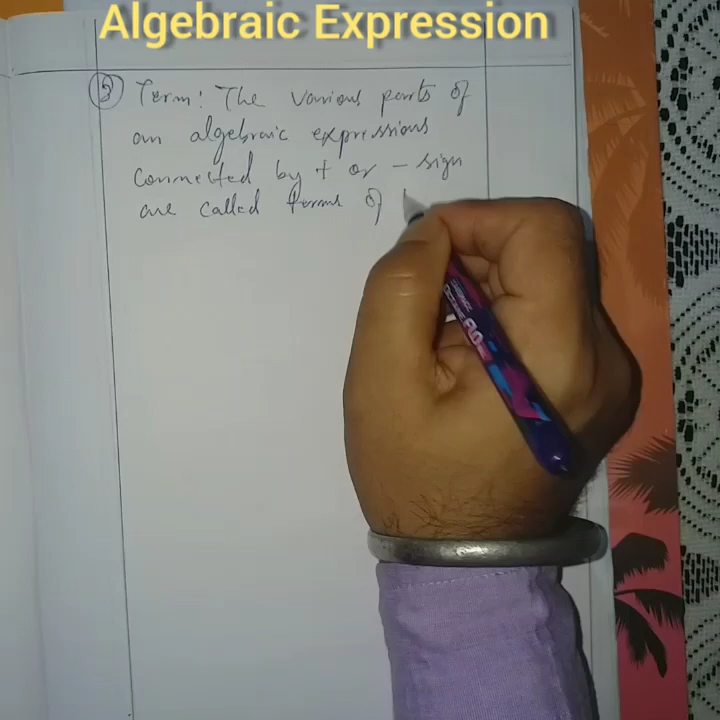 Algebraic Expression
③ Term: The various parts of
an algebraic expressions
connected by + or - sign
are called terms of